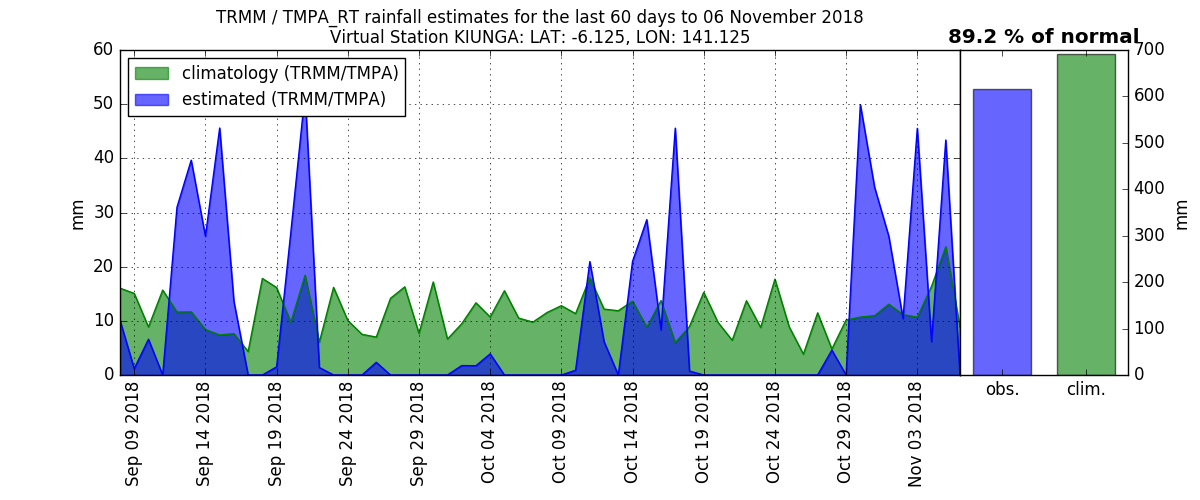 TRMM / TMPA_RT rainfall estimates for the last 60 days to 06 November 2018
Virtual Station KIUNGA: LAT: -6.125, LON: 141.125
89.2 % of normal
climatology (TRMM/TMPA)
estimated (TRMM/TMPA)
60
50
40
30
20
10
0
mm
Sep 09 2018
Sep 14 2018
Sep 19 2018
Sep 24 2018
Sep 29 2018
Oct 04 2018
Oct 09 2018
Oct 14 2018
Oct 19 2018
Oct 24 2018
Oct 29 2018
Nov 03 2018
obs.
clim.
700
600
500
400
300
200
100
0
mm